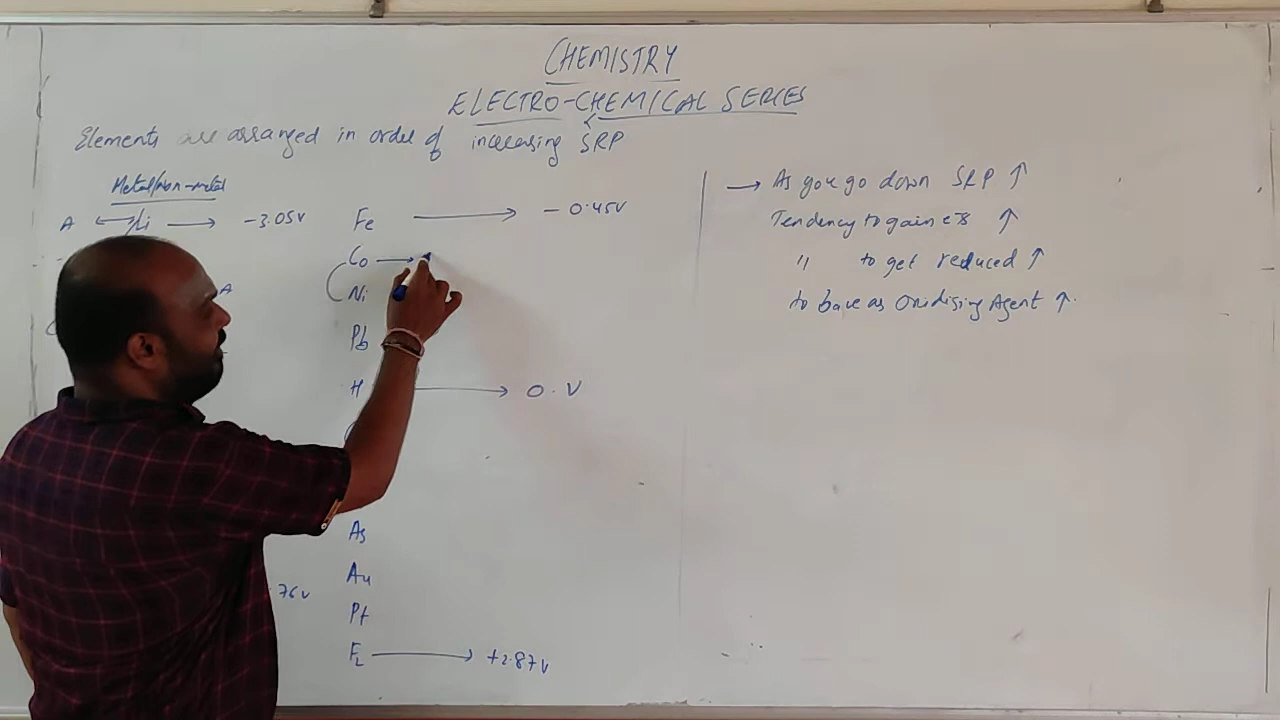 CHEMISTRY
ELECTRO-CHEMICAL SERIES
Elements are arranged in order of increasing SRP
Metal/non-metal
A ← Li → -3.05V
A
.76V
Fe → -0.45V
Co →
Ni
Pb
H → 0.V
As
Au
Pt
F2 → +2.87V
→ As you go down SRP ↑
Tendency to gain e⁻s ↑
" to get reduced ↑
to bave as Oxidising Agent ↑.